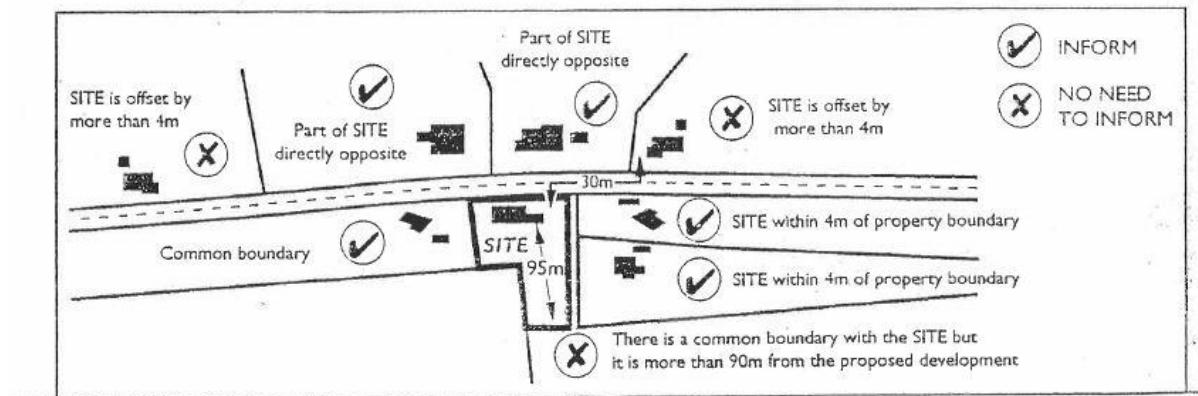 Part of SITE
directly opposite
INFORM
SITE is offset by
more than 4m
Part of SITE
directly opposite
SITE is offset by
more than 4m
NO NEED
TO INFORM
30m
Common boundary
SITE
95m
SITE within 4m of property boundary
SITE within 4m of property boundary
There is a common boundary with the SITE but
it is more than 90m from the proposed development